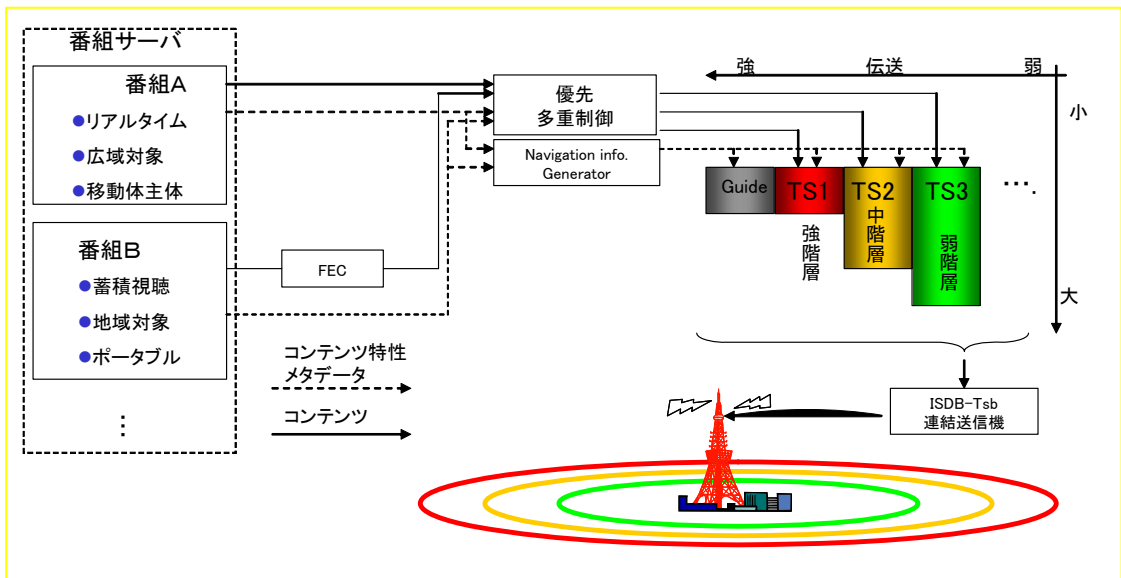 番組サーバ
番組A
●リアルタイム
●広域対象
●移動体主体
番組B
●蓄積視聴
●地域対象
●ポータブル
⋮
FEC
コンテンツ特性
メタデータ
コンテンツ
優先
多重制御
Navigation info.
Generator
強 伝送 弱
小
大
Guide
TS1
TS2
TS3
….
強階層
中階層
弱階層
ISDB-Tsb
連結送信機